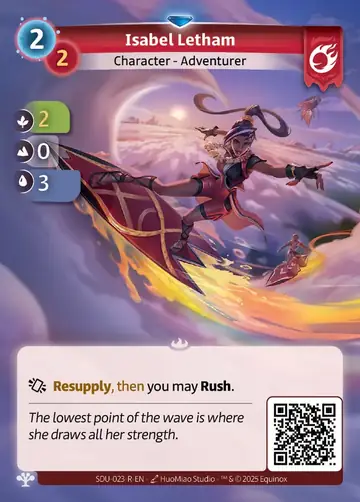 2
Isabel Letham
2
Character - Adventurer
2
0
3
Resupply, then you may Rush.
The lowest point of the wave is where
she draws all her strength.
SDU-023-R-EN - HuoMiao Studio - ™ & © 2025 Equinox